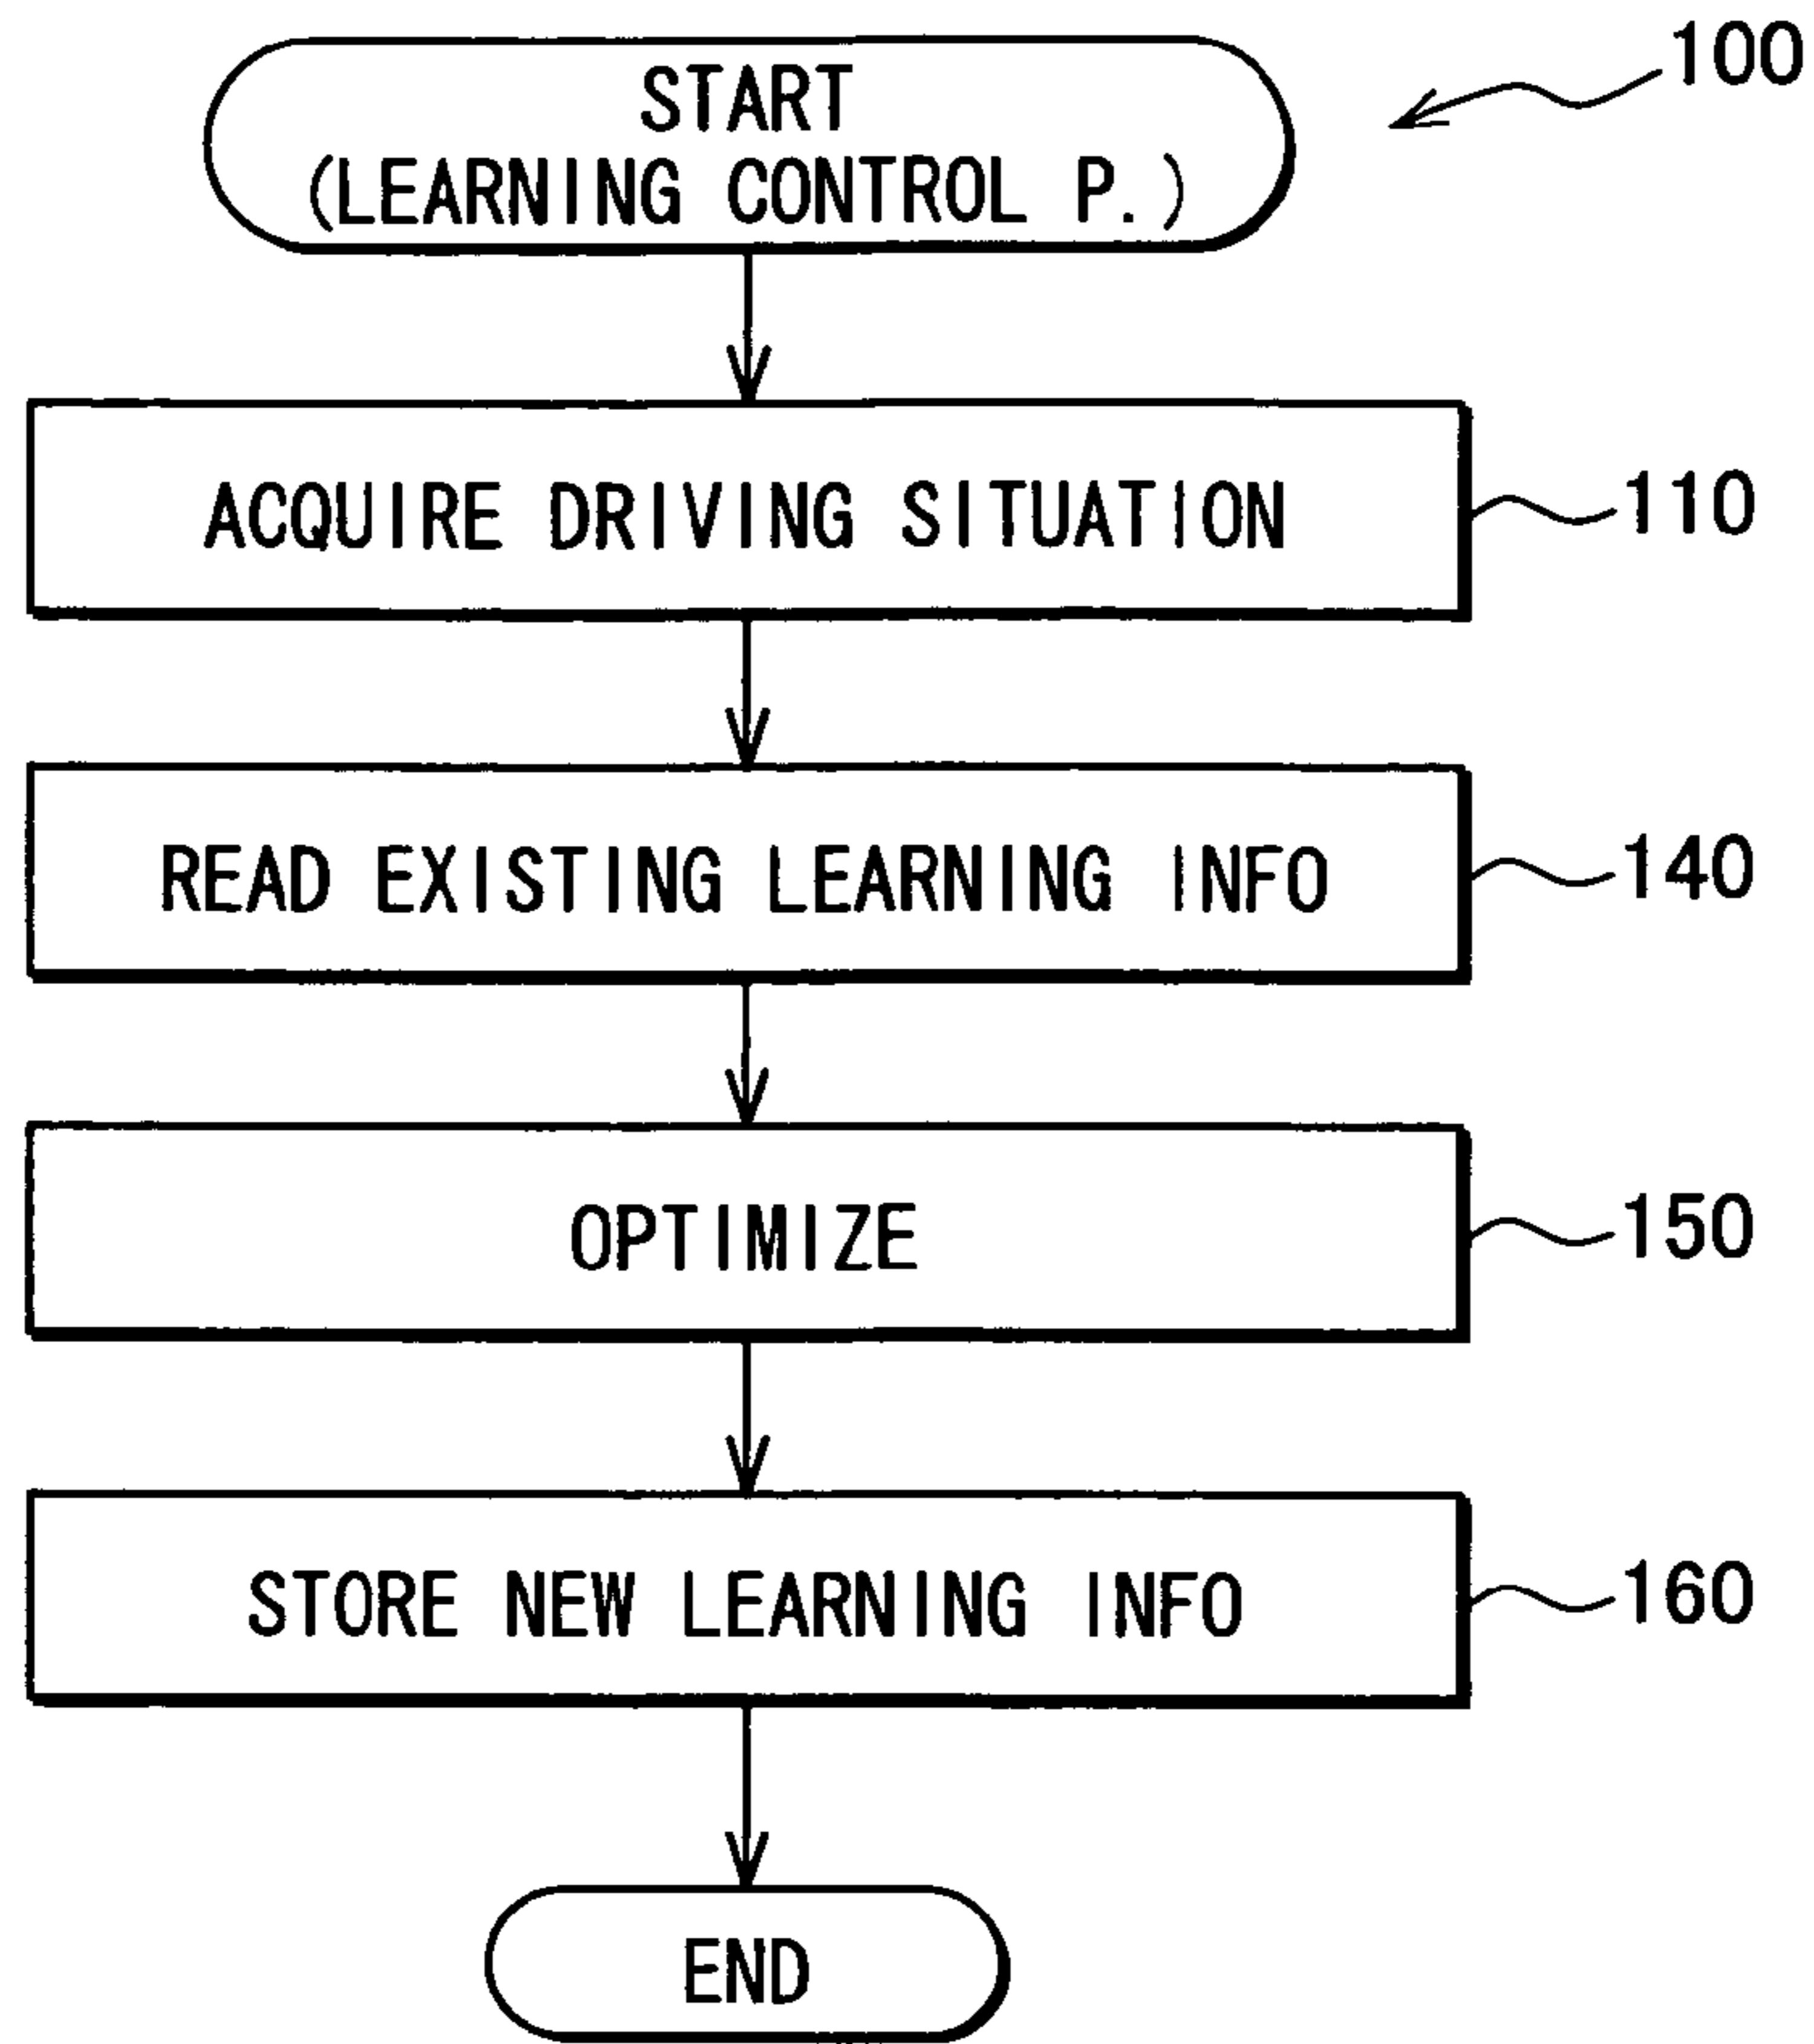 100
START
(LEARNING CONTROL P.)
ACQUIRE DRIVING SITUATION
110
READ EXISTING LEARNING INFO
140
OPTIMIZE
150
STORE NEW LEARNING INFO
160
END